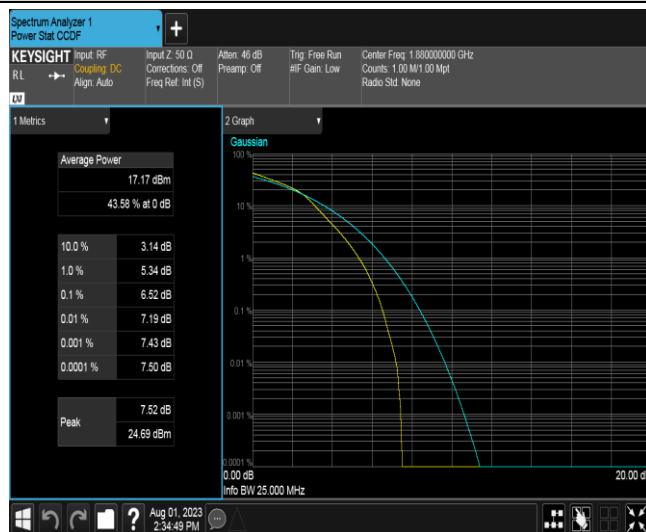 Spectrum Analyzer 1
Power Stat CCDF
KEYSIGHT
RL
Input: RF
Coupling: DC
Align: Auto
Input Z: 50 Ω
Corrections: Off
Freq Ref: Int (S)
Atten: 46 dB
Preamp: Off
Trig: Free Run
#IF Gain: Low
Center Freq: 1.880000000 GHz
Counts: 1.00 M/1.00 Mpt
Radio Std: None
1 Metrics
Average Power
17.17 dBm
43.58 % at 0 dB
10.0 % 3.14 dB
1.0 % 5.34 dB
0.1 % 6.52 dB
0.01 % 7.19 dB
0.001 % 7.43 dB
0.0001 % 7.50 dB
Peak
7.52 dB
24.69 dBm
2 Graph
Gaussian
100 %
10 %
1 %
0.1 %
0.01 %
0.001 %
0.0001 %
0.00 dB
20.00 d
Info BW 25.000 MHz
?
Aug 01, 2023
2:34:49 PM